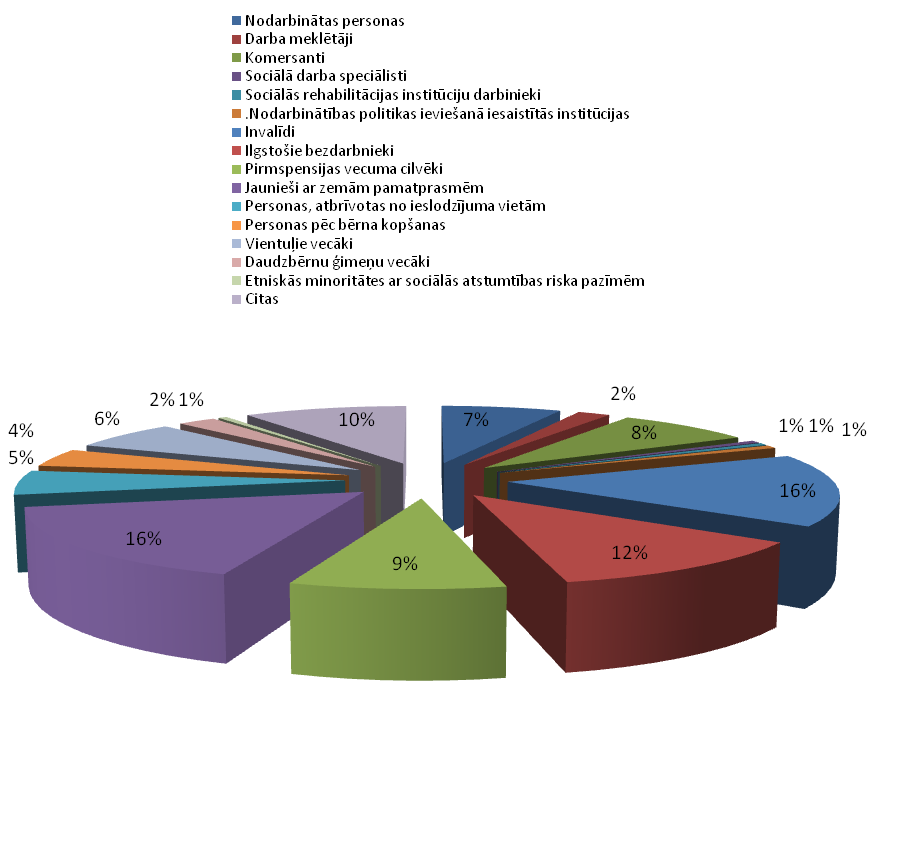 Nodarbinātas personas
Darba meklētāji
Komersanti
Sociālā darba speciālisti
Sociālās rehabilitācijas institūciju darbinieki
.Nodarbinātības politikas ieviešanā iesaistītās institūcijas
Invalīdi
Ilgstošie bezdarbnieki
Pirmspensijas vecuma cilvēki
Jaunieši ar zemām pamatprasmēm
Personas, atbrīvotas no ieslodzījuma vietām
Personas pēc bērna kopšanas
Vientuļie vecāki
Daudzbērnu ģimeņu vecāki
Etniskās minoritātes ar sociālās atstumtības riska pazīmēm
Citas
2%
2% 1%
6%
10%
7%
8%
1% 1% 1%
4%
5%
16%
16%
9%
12%